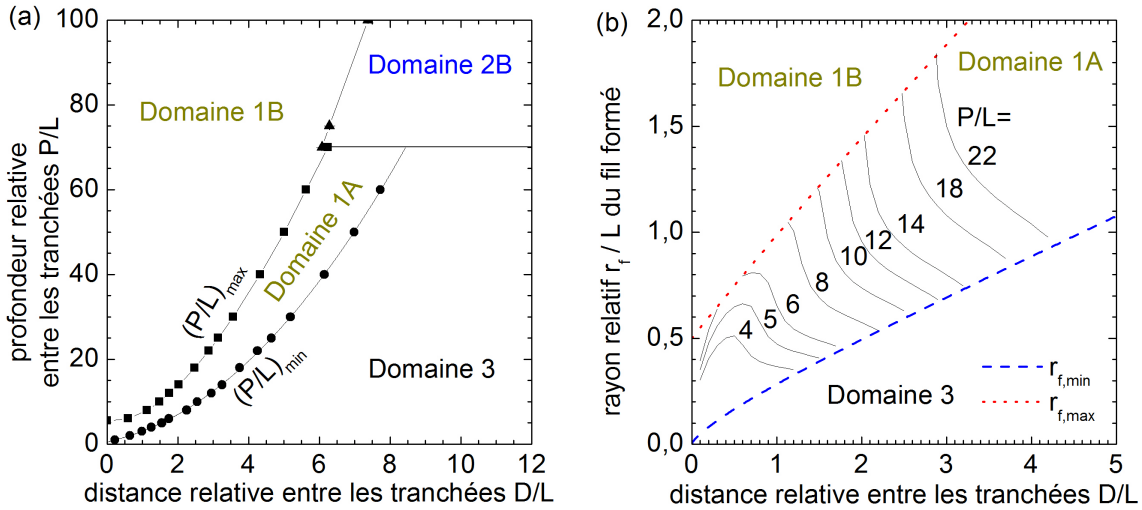 (a)
profondeur relative
entre les tranchées P/L
100
80
60
40
20
0
0 2 4 6 8 10 12
distance relative entre les tranchées D/L
Domaine 1B
Domaine 2B
Domaine 1A
Domaine 3
(P/L)max
(P/L)min
(b)
rayon relatif rf / L du fil formé
2,0
1,5
1,0
0,5
0,0
0 1 2 3 4 5
distance relative entre les tranchées D/L
Domaine 1B
Domaine 1A
P/L=
22
18
14
12
10
8
6
5
4
Domaine 3
rf,min
rf,max